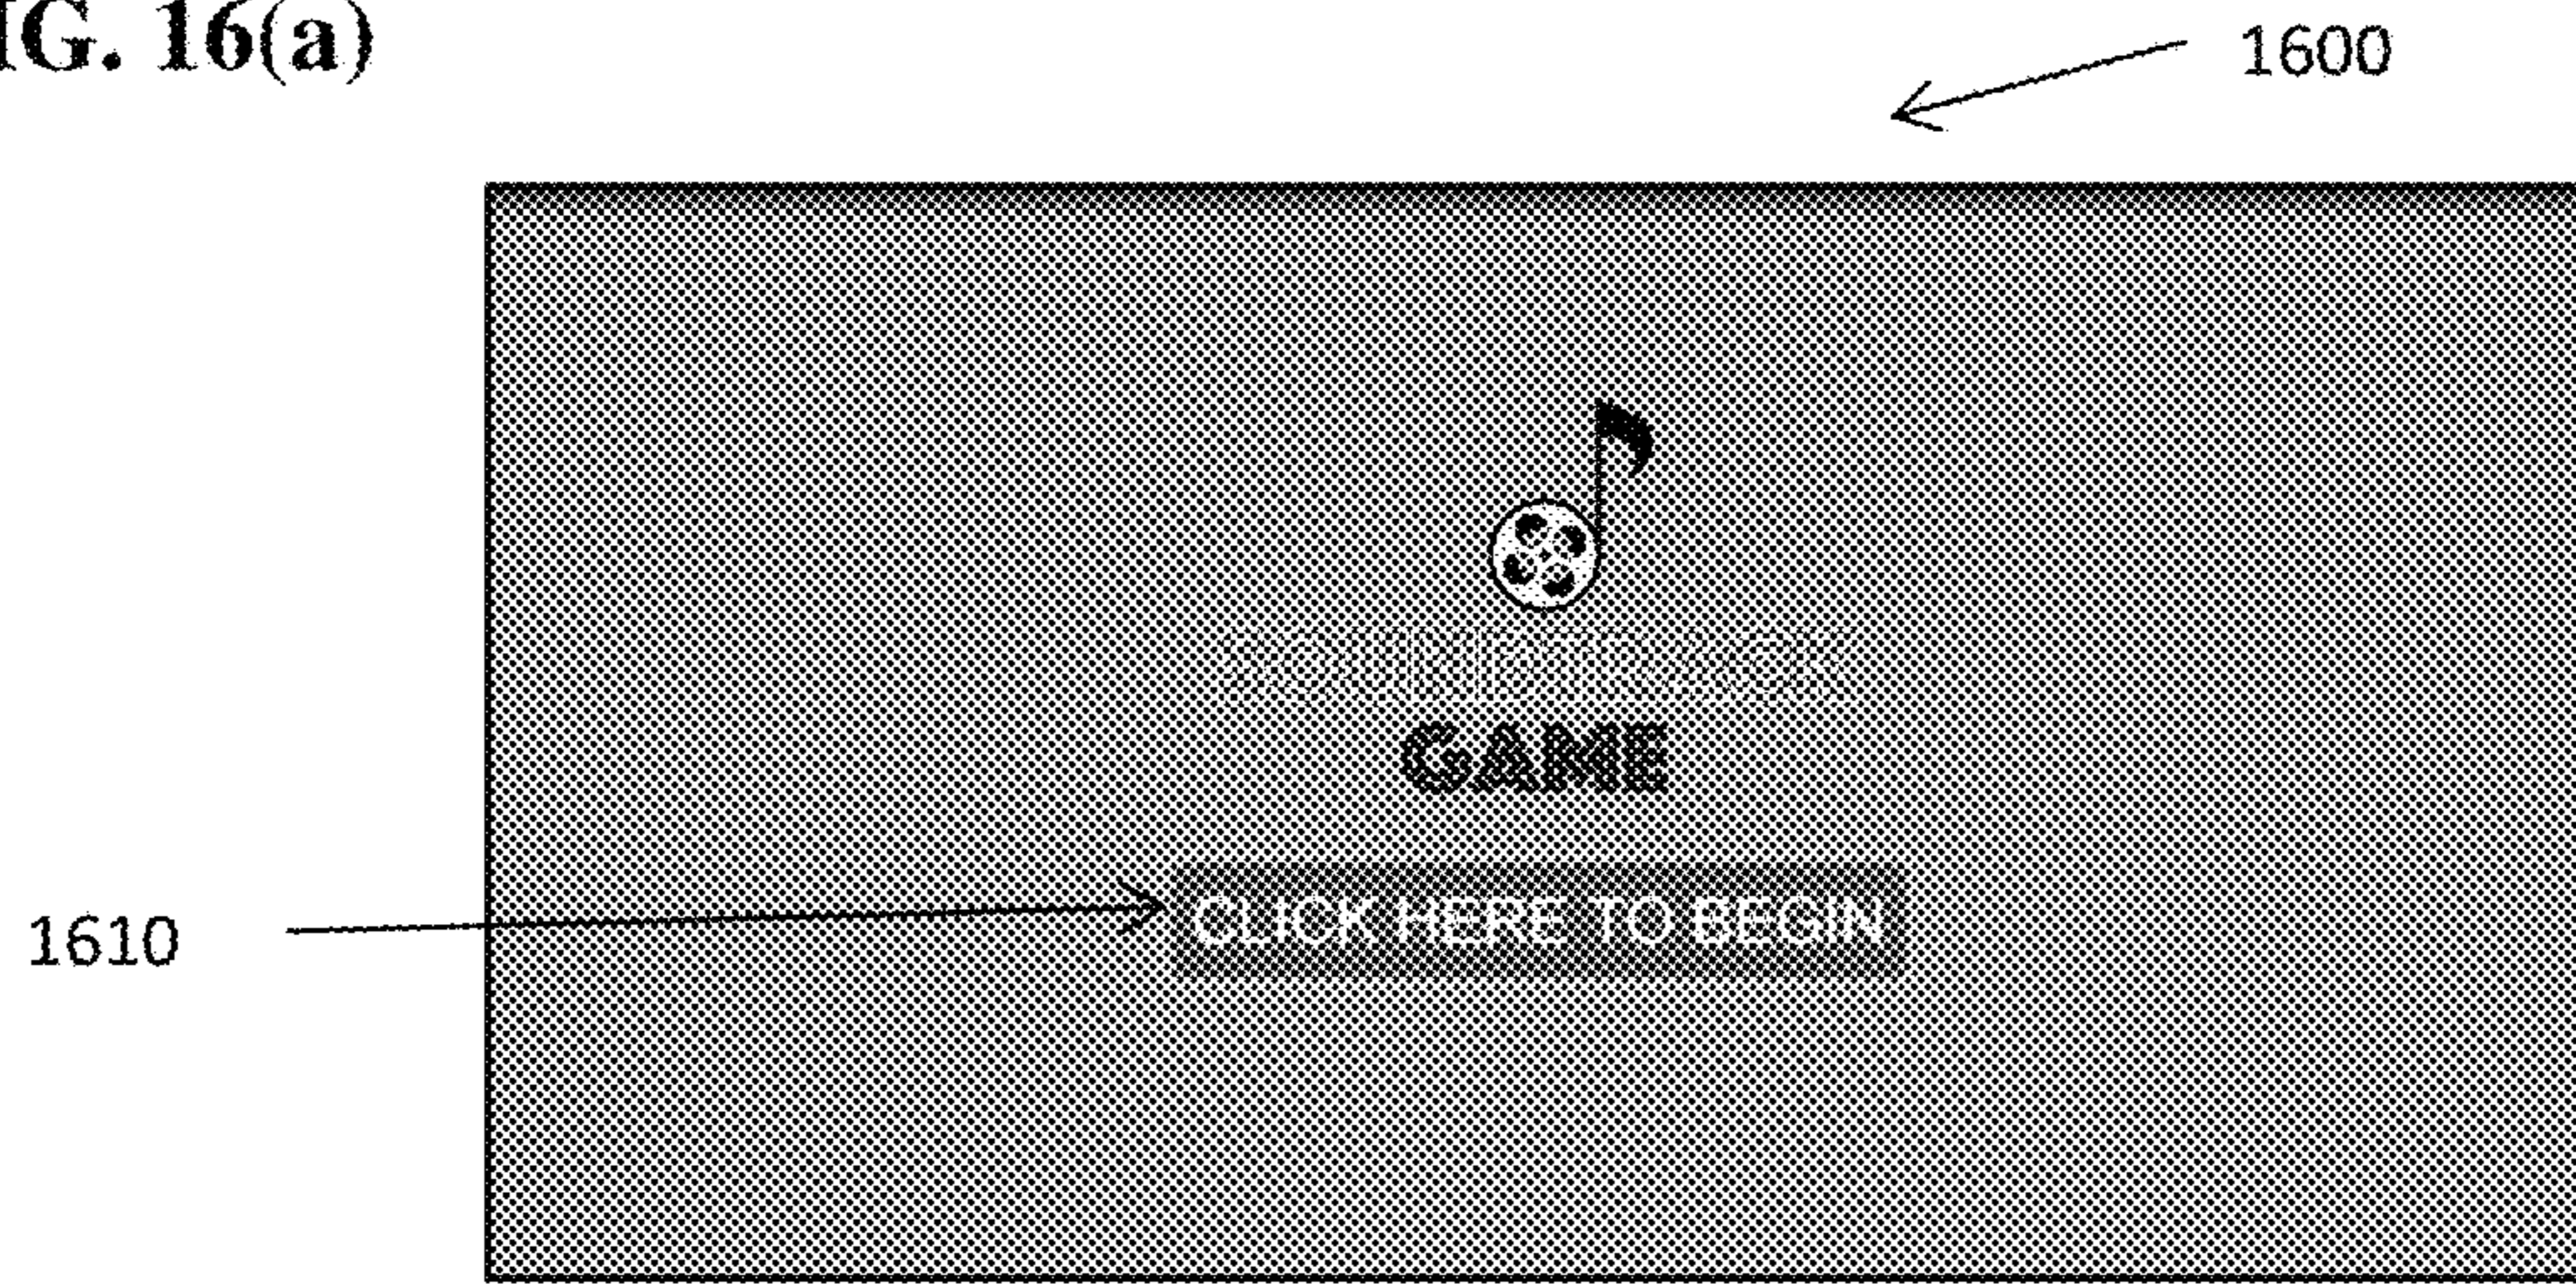 IG. 16(a)
1600
SOUNDTRACK
GAME
1610
CLICK HERE TO BEGIN